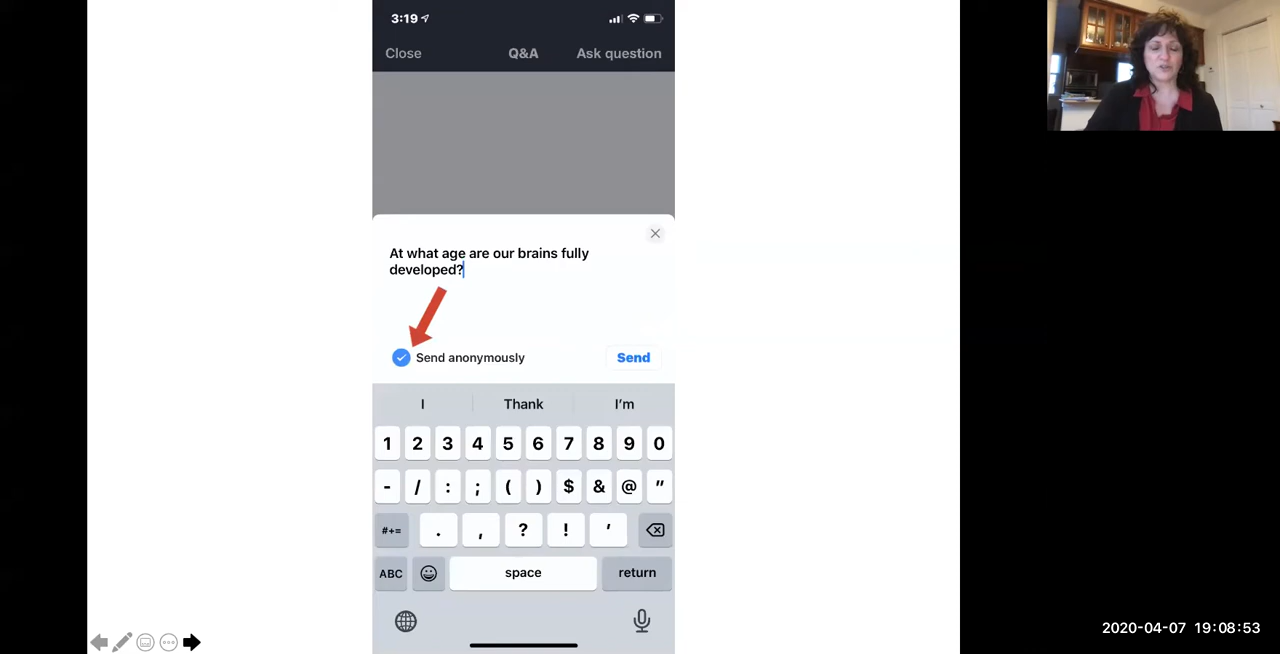 3:19
Close Q&A Ask question
At what age are our brains fully
developed?
Send anonymously Send
I Thank I'm
1 2 3 4 5 6 7 8 9 0
- / : ; ( ) $ & @ "
#+= . , ? ! '
ABC space return
2020-04-07 19:08:53